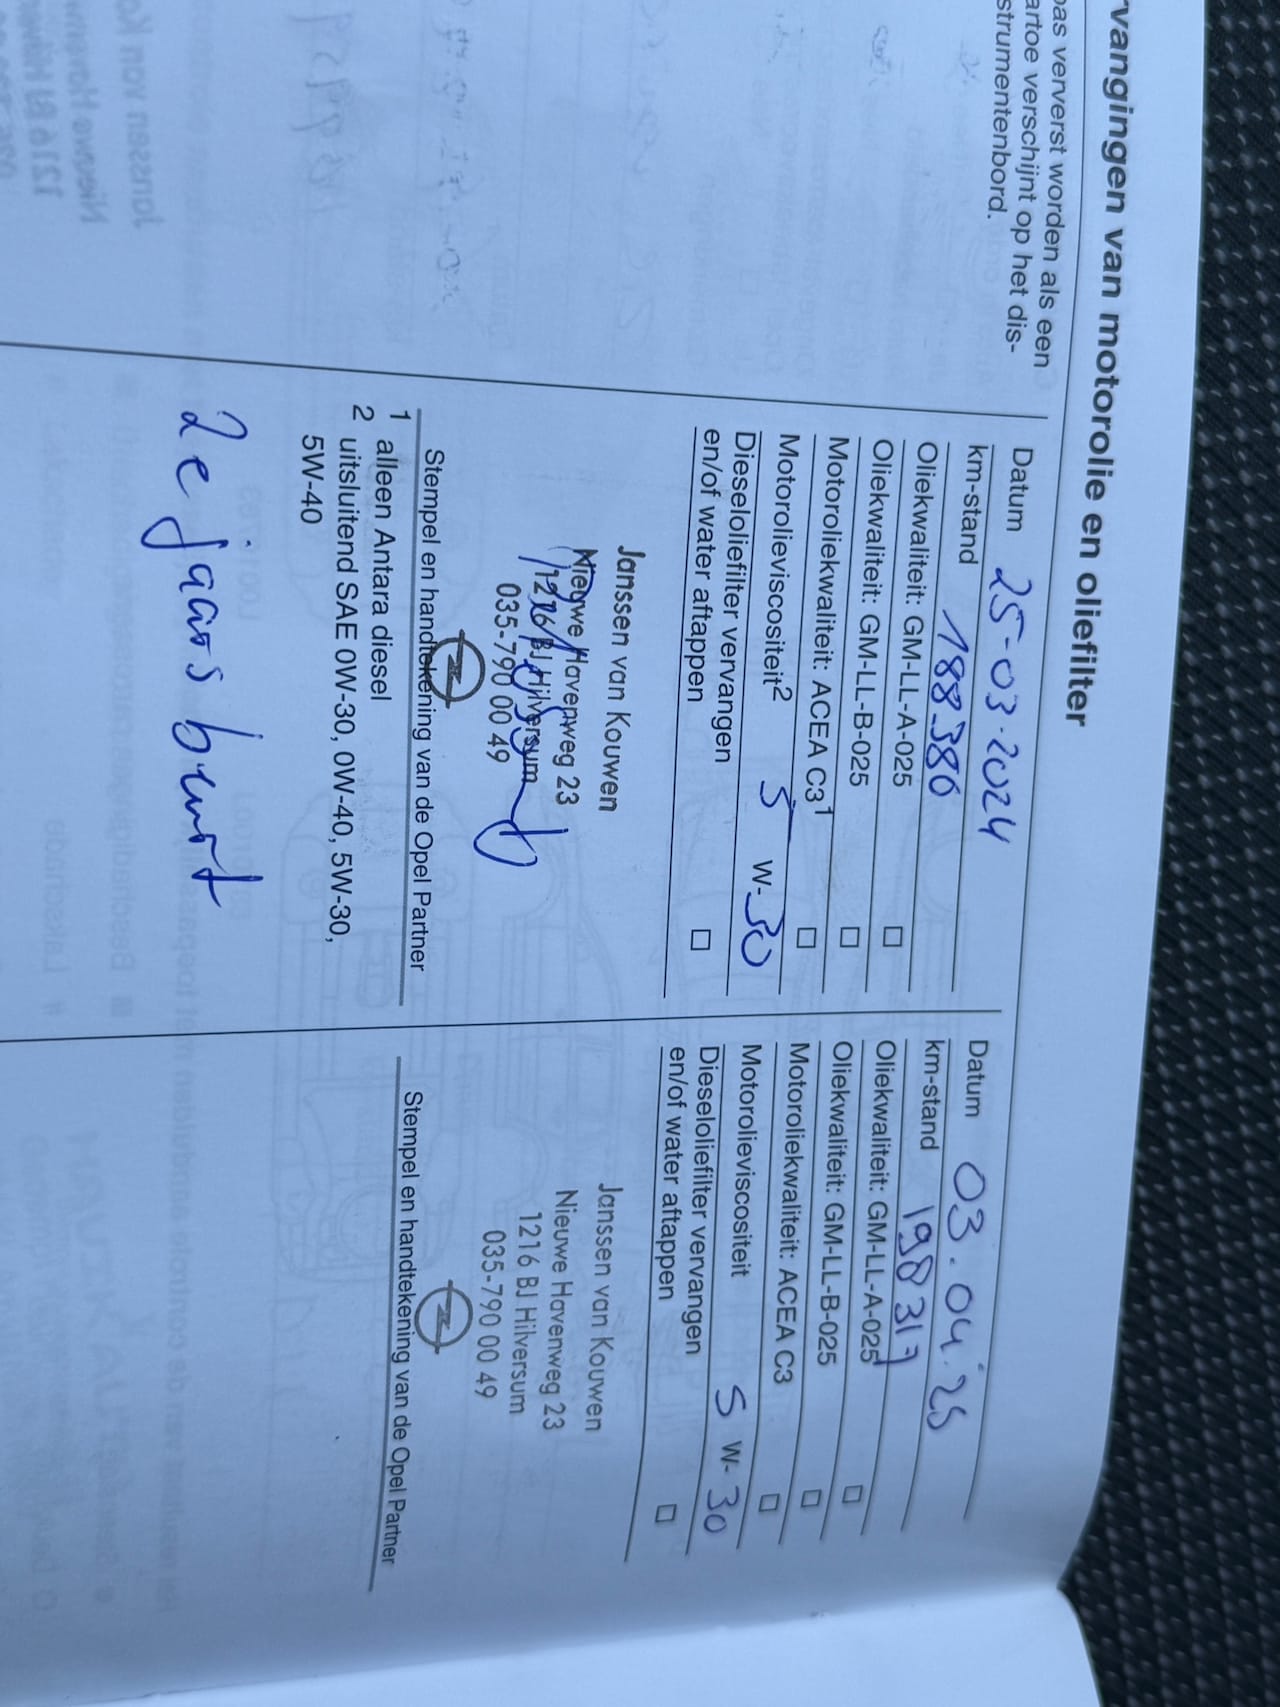 rvangingen van motorolie en oliefilter
pas ververst worden als een
artoe verschijnt op het dis-
strumentenbord.
Datum 25-03-2024
km-stand 188380
Oliekwaliteit: GM-LL-A-025 □
Oliekwaliteit: GM-LL-B-025 □
Motoroliekwaliteit: ACEA C3¹ □
Motorolieviscositeit² 5 W-30
Dieseloliefilter vervangen
en/of water aftappen □
Janssen van Kouwen
Nieuwe Havenweg 23
1216 BJ Hilversum
035-790 00 49
Stempel en handtekening van de Opel Partner
1 alleen Antara diesel
2 uitsluitend SAE 0W-30, 0W-40, 5W-30,
5W-40
2e jaars beurt
Datum 03.04.'25
km-stand 198317
Oliekwaliteit: GM-LL-A-025 □
Oliekwaliteit: GM-LL-B-025 □
Motoroliekwaliteit: ACEA C3 □
Motorolieviscositeit 5 W-30
Dieseloliefilter vervangen
en/of water aftappen □
Janssen van Kouwen
Nieuwe Havenweg 23
1216 BJ Hilversum
035-790 00 49
Stempel en handtekening van de Opel Partner